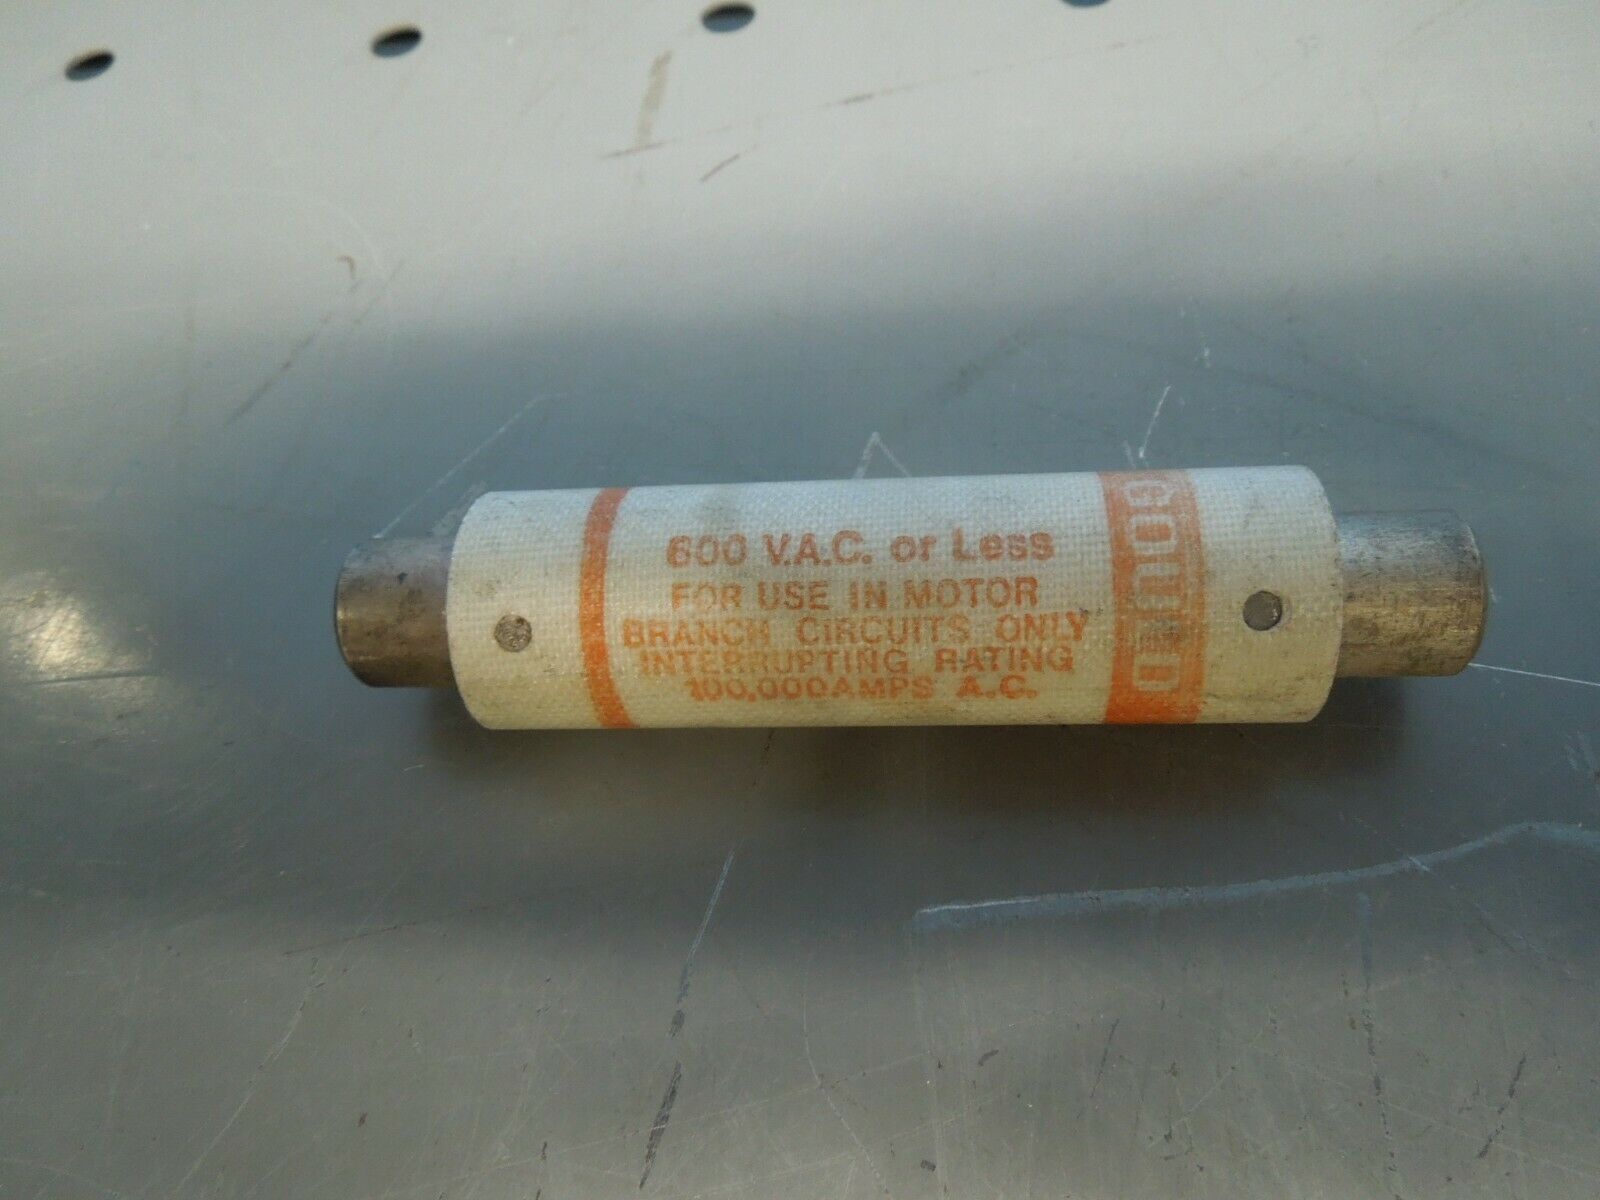 600 V.A.C. or Less
FOR USE IN MOTOR
BRANCH CIRCUITS ONLY
INTERRUPTING RATING
100,000AMPS A.C.
GOULD